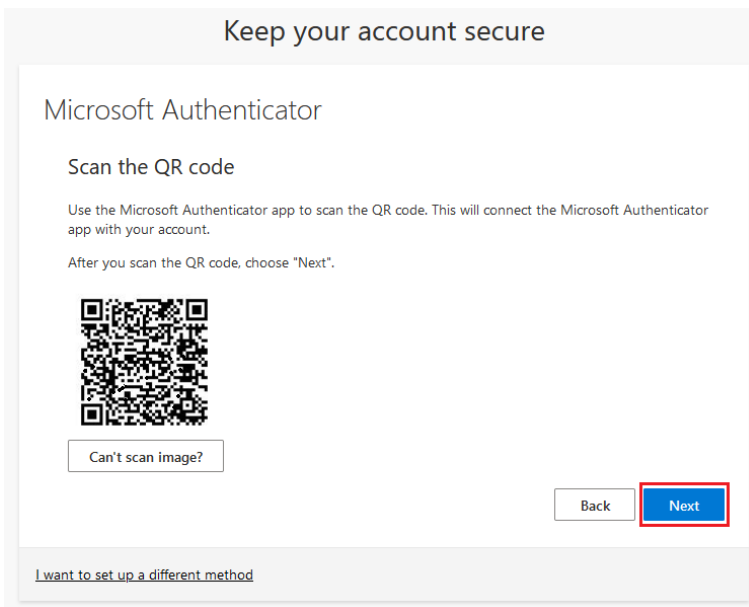 Keep your account secure
Microsoft Authenticator
Scan the QR code
Use the Microsoft Authenticator app to scan the QR code. This will connect the Microsoft Authenticator
app with your account.
After you scan the QR code, choose "Next".
Can't scan image?
Back
Next
I want to set up a different method